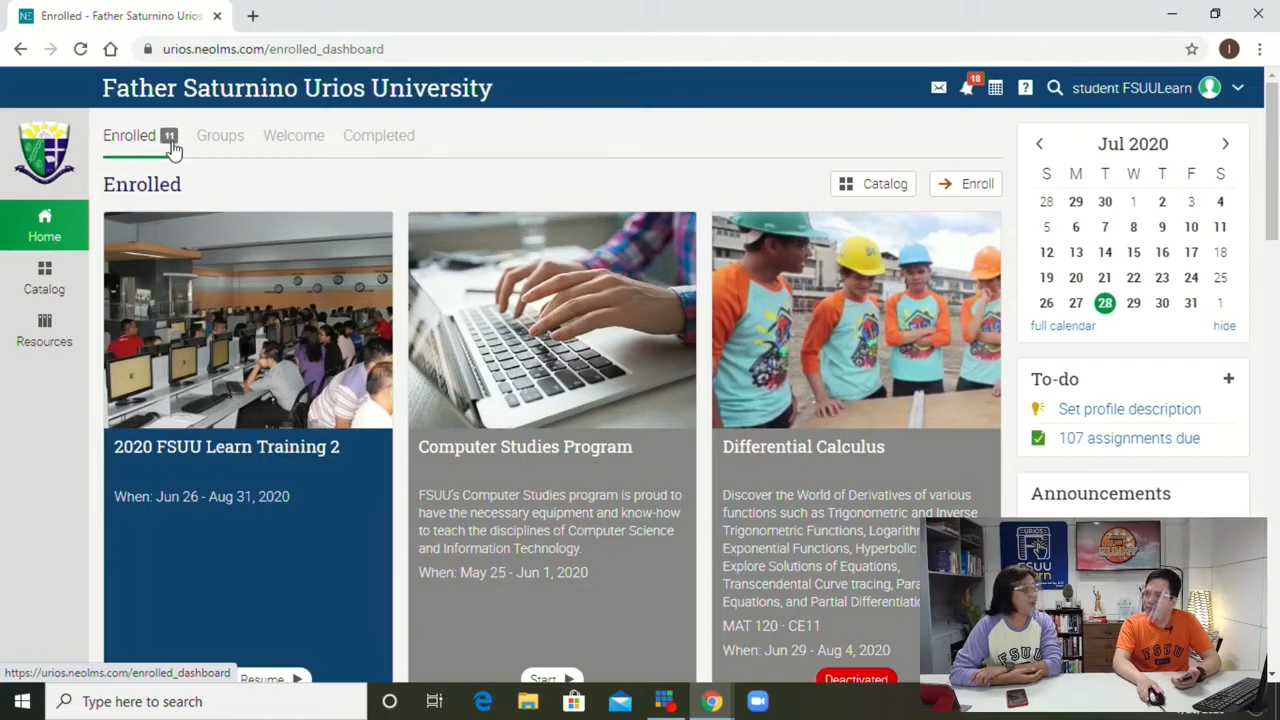 Enrolled - Father Saturnino Urios
urios.neolms.com/enrolled_dashboard
I
Father Saturnino Urios University
18
student FSUULearn
Enrolled 11 Groups Welcome Completed
Enrolled
Catalog
Enroll
Home
Catalog
Resources
2020 FSUU Learn Training 2
When: Jun 26 - Aug 31, 2020
Resume
Computer Studies Program
FSUU's Computer Studies program is proud to
have the necessary equipment and know-how
to teach the disciplines of Computer Science
and Information Technology.
When: May 25 - Jun 1, 2020
Start
Differential Calculus
Discover the World of Derivatives of various
functions such as Trigonometric and Inverse
Trigonometric Functions,
Exponential Functions, Hyperbolic
Explore Solutions of Equations,
Transcendental Curve tracing,
Equations, and Partial
MAT 120 · CE11
When: Jun 29 - Aug 4, 2020
Deactivated
Jul 2020
S M T W T F S
28 29 30 1 2 3 4
5 6 7 8 9 10 11
12 13 14 15 16 17 18
19 20 21 22 23 24 25
26 27 28 29 30 31 1
full calendar hide
To-do
Set profile description
107 assignments due
Announcements
URIOS
FSUU
Learn
SUNNY
FSUU
FSUU
https://urios.neolms.com/enrolled_dashboard
Type here to search